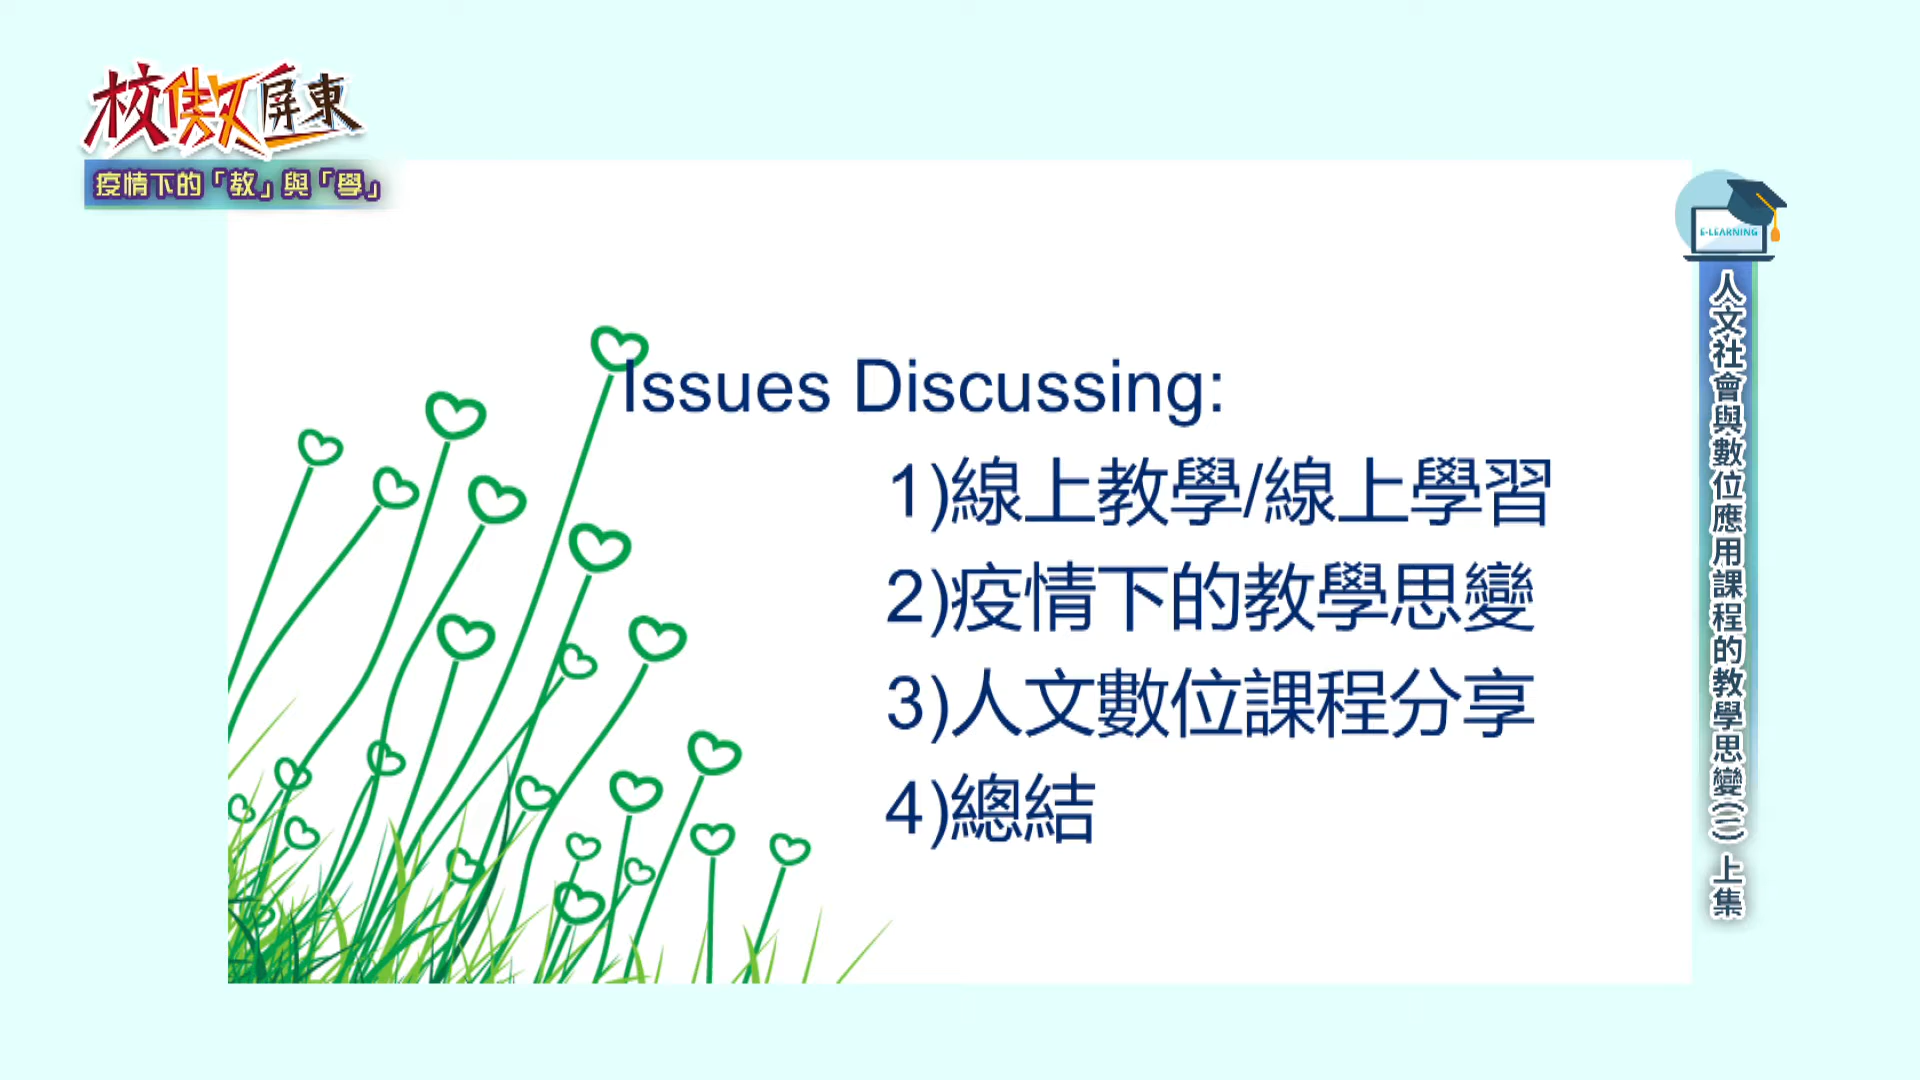 校傲屏東
疫情下的「教」與「學」
E-LEARNING
Issues Discussing:
1)線上教學/線上學習
2)疫情下的教學思變
3)人文數位課程分享
4)總結
人文社會與數位應用課程的教學思變(二)上集